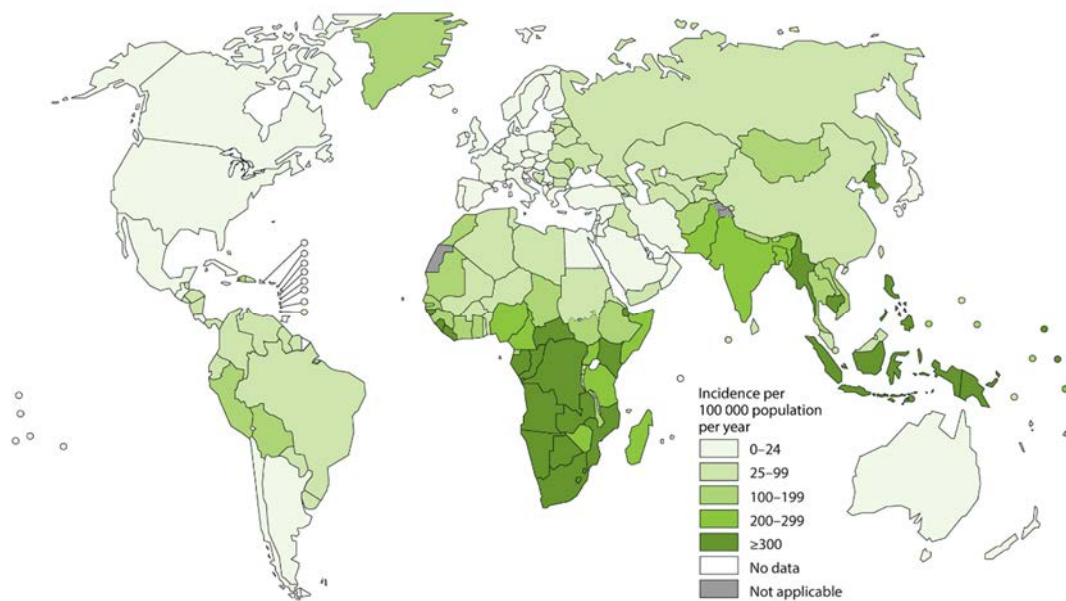 Incidence per
100 000 population
per year
0–24
25–99
100–199
200–299
≥300
No data
Not applicable